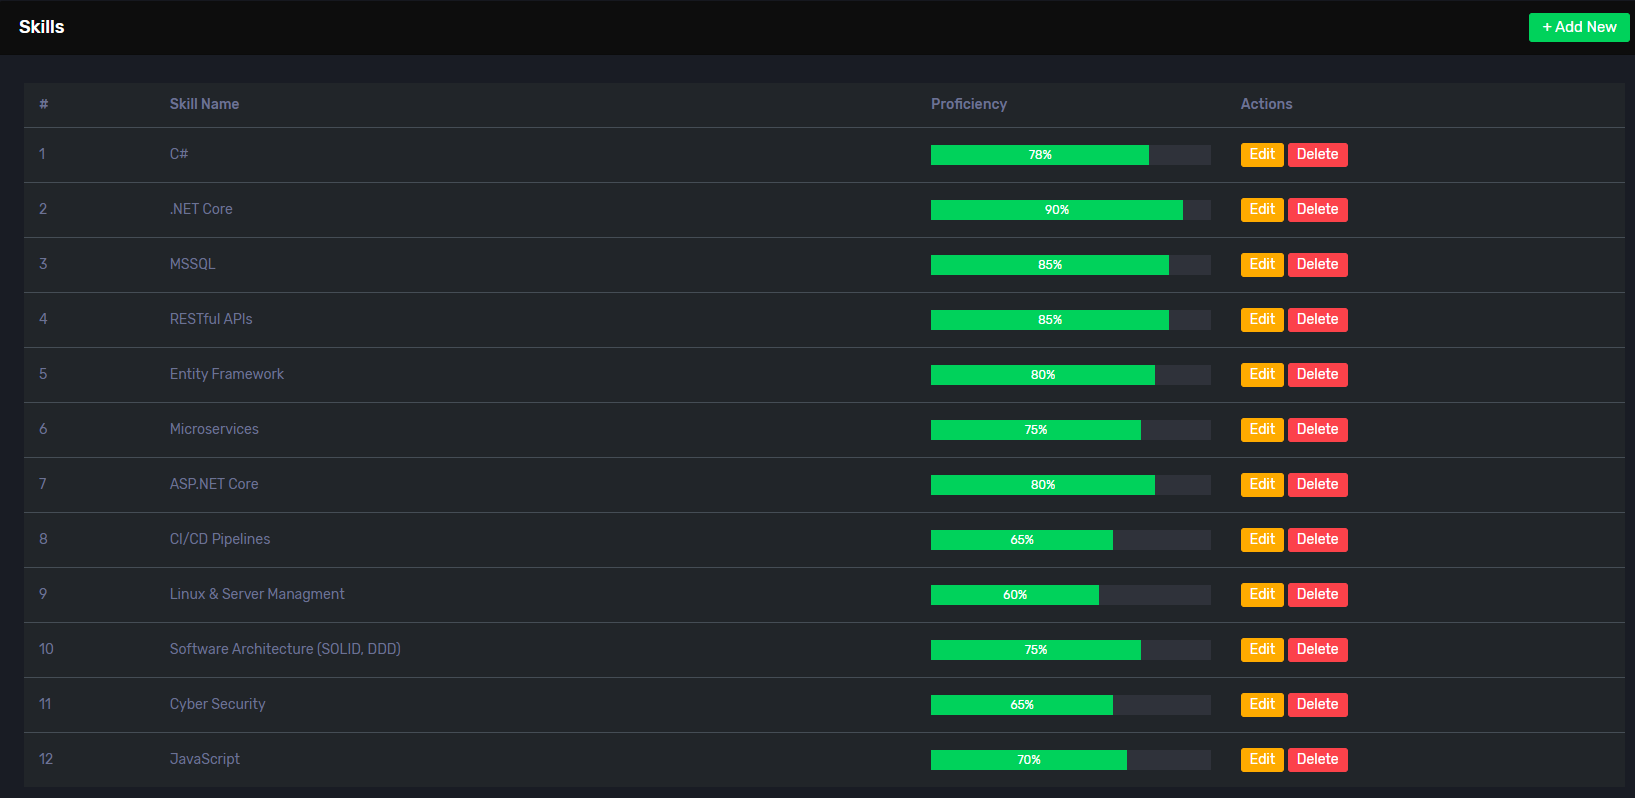 Skills
+ Add New
# Skill Name Proficiency Actions
1 C# 78% Edit Delete
2 .NET Core 90% Edit Delete
3 MSSQL 85% Edit Delete
4 RESTful APIs 85% Edit Delete
5 Entity Framework 80% Edit Delete
6 Microservices 75% Edit Delete
7 ASP.NET Core 80% Edit Delete
8 CI/CD Pipelines 65% Edit Delete
9 Linux & Server Managment 60% Edit Delete
10 Software Architecture (SOLID, DDD) 75% Edit Delete
11 Cyber Security 65% Edit Delete
12 JavaScript 70% Edit Delete